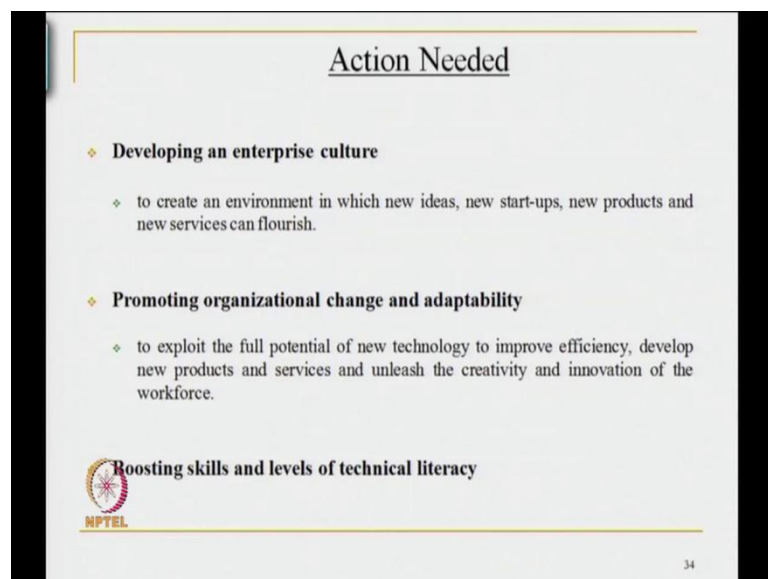 Action Needed
Developing an enterprise culture
to create an environment in which new ideas, new start-ups, new products and
new services can flourish.
Promoting organizational change and adaptability
to exploit the full potential of new technology to improve efficiency, develop
new products and services and unleash the creativity and innovation of the
workforce.
Boosting skills and levels of technical literacy
NPTEL
34